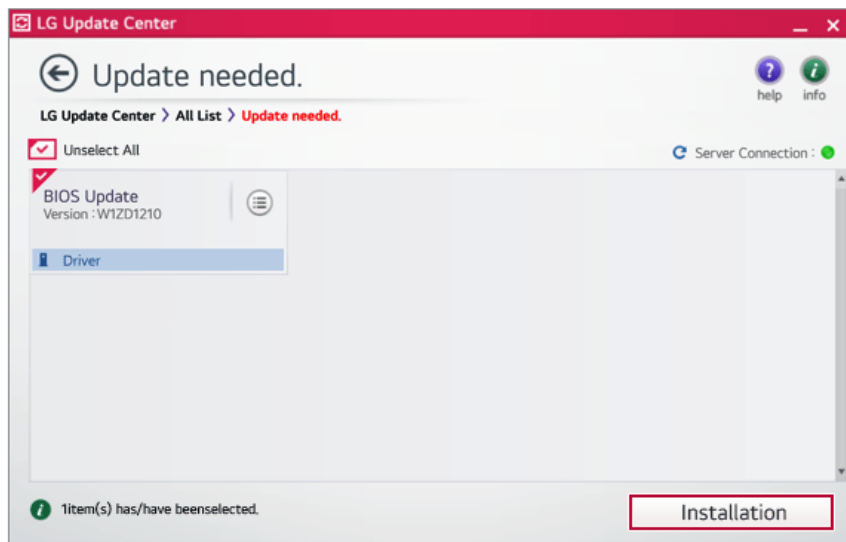 LG Update Center
Update needed.
help
info
LG Update Center > All List > Update needed.
Unselect All
Server Connection :
BIOS Update
Version : W1ZD1210
Driver
1item(s) has/have beenselected.
Installation